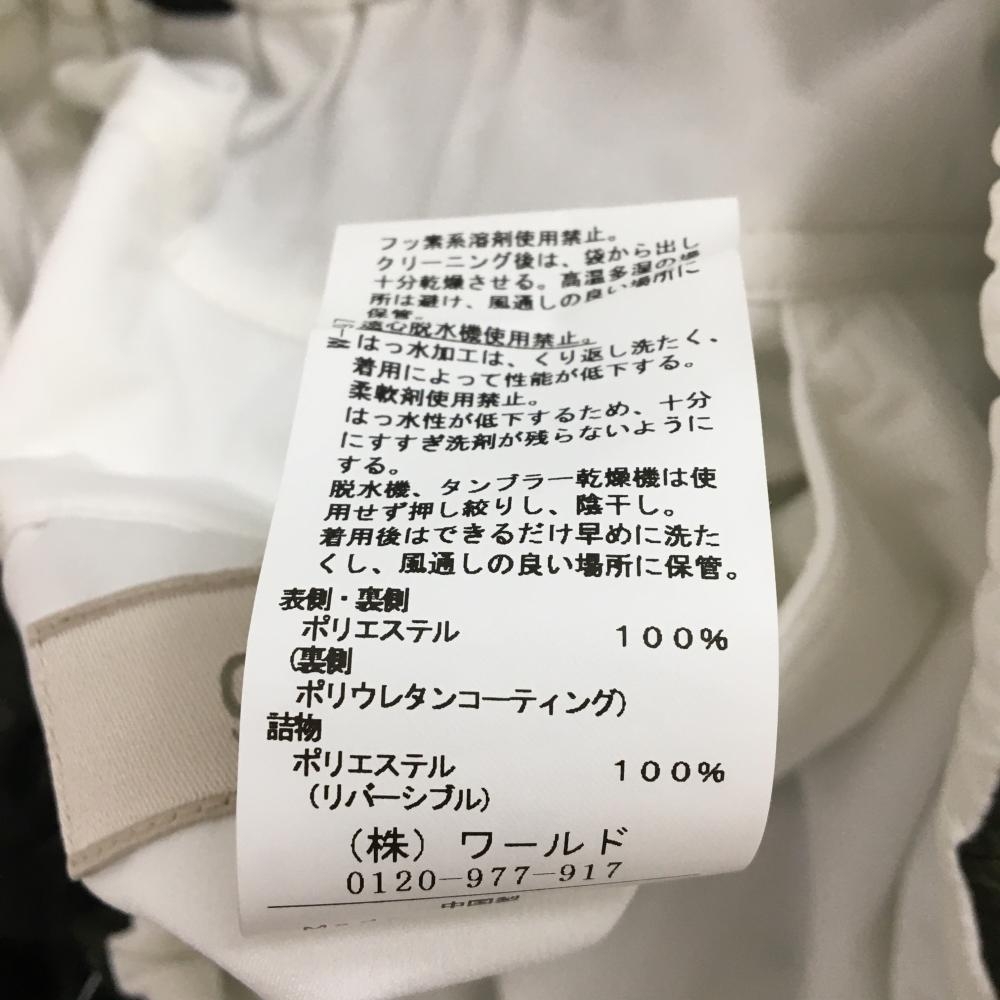 フッ素系溶剤使用禁止。
クリーニング後は、袋から出し
十分乾燥させる。高温多湿の場
所は避け、風通しの良い場所に
保管。
遠心脱水機使用禁止。
はっ水加工は、くり返し洗たく、
着用によって性能が低下する。
柔軟剤使用禁止。
はっ水性が低下するため、十分
にすすぎ洗剤が残らないように
する。
脱水機、タンブラー乾燥機は使
用せず押し絞りし、陰干し。
着用後はできるだけ早めに洗た
くし、風通しの良い場所に保管。
表側・裏側
ポリエステル 100%
(裏側
ポリウレタンコーティング)
詰物
ポリエステル 100%
(リバーシブル)
(株)ワールド
0120-977-917
中国製